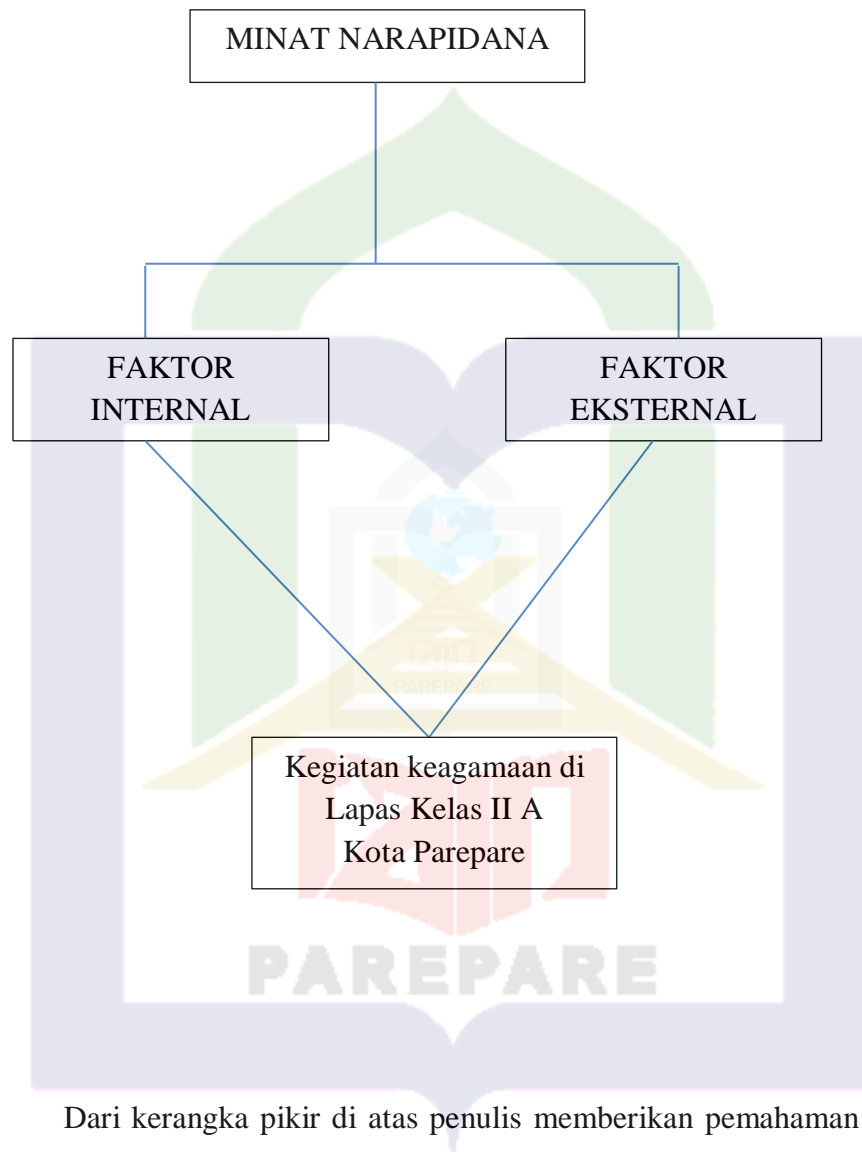 MINAT NARAPIDANA
FAKTOR
INTERNAL
FAKTOR
EKSTERNAL
PAREPARE
Kegiatan keagamaan di
Lapas Kelas II A
Kota Parepare
PAREPARE
Dari kerangka pikir di atas penulis memberikan pemahaman